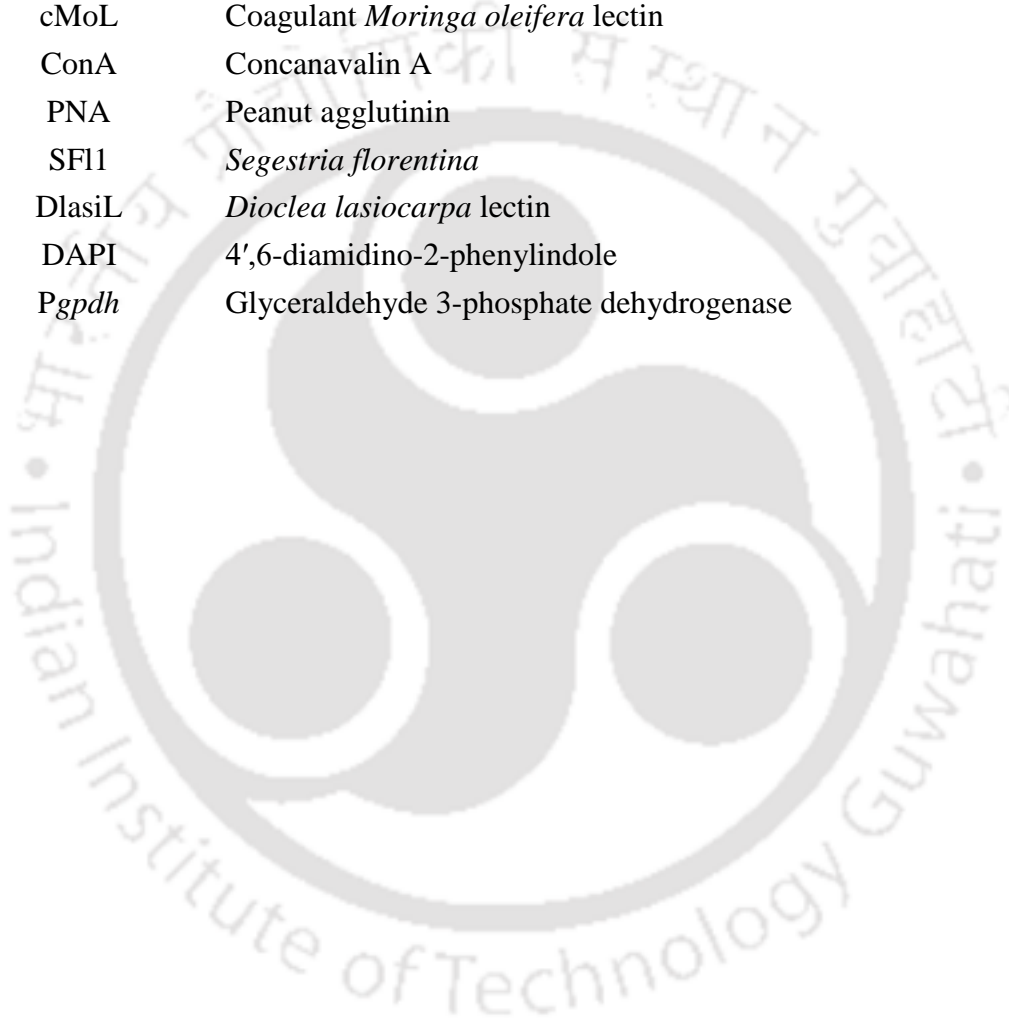 cMoL Coagulant Moringa oleifera lectin
ConA Concanavalin A
PNA Peanut agglutinin
SFl1 Segestria florentina
DlasiL Dioclea lasiocarpa lectin
DAPI 4′,6-diamidino-2-phenylindole
Pgpdh Glyceraldehyde 3-phosphate dehydrogenase
भारतीय प्रौद्योगिकी संस्थान गुवाहाटी
Indian Institute of Technology Guwahati